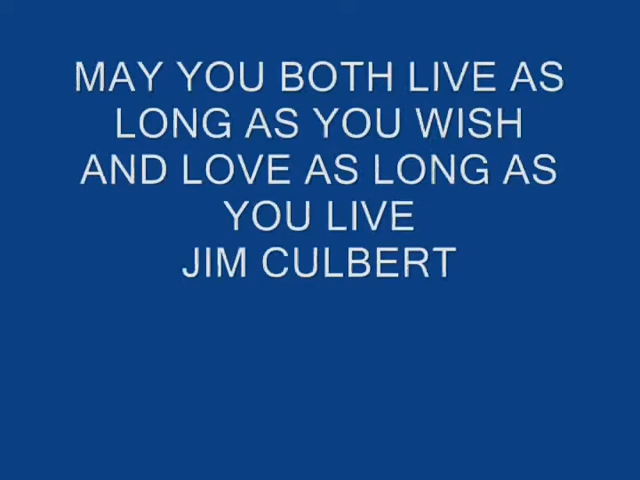 MAY YOU BOTH LIVE AS
LONG AS YOU WISH
AND LOVE AS LONG AS
YOU LIVE
JIM CULBERT